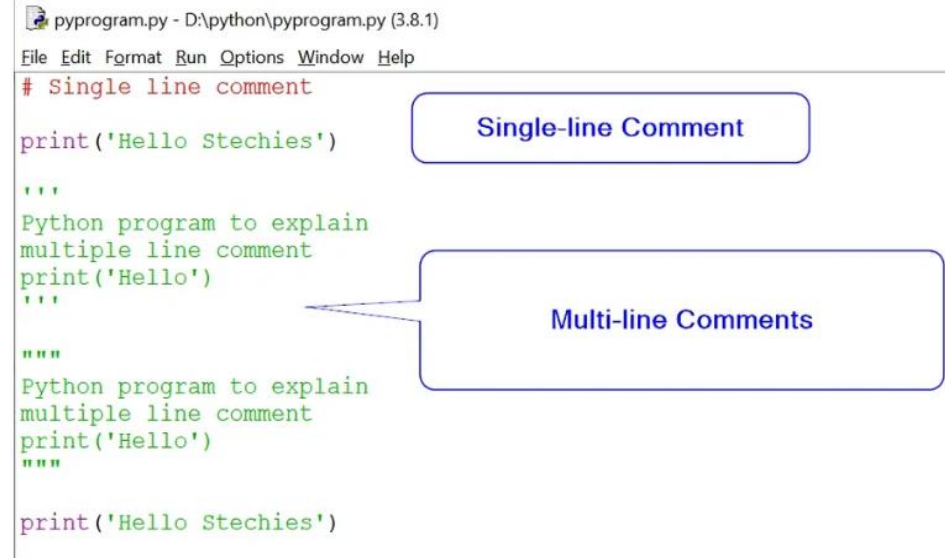 pyprogram.py - D:\python\pyprogram.py (3.8.1)
File Edit Format Run Options Window Help
# Single line comment
Single-line Comment
print('Hello Stechies')
'''
Python program to explain
multiple line comment
print('Hello')
'''
Multi-line Comments
"""
Python program to explain
multiple line comment
print('Hello')
"""
print('Hello Stechies')